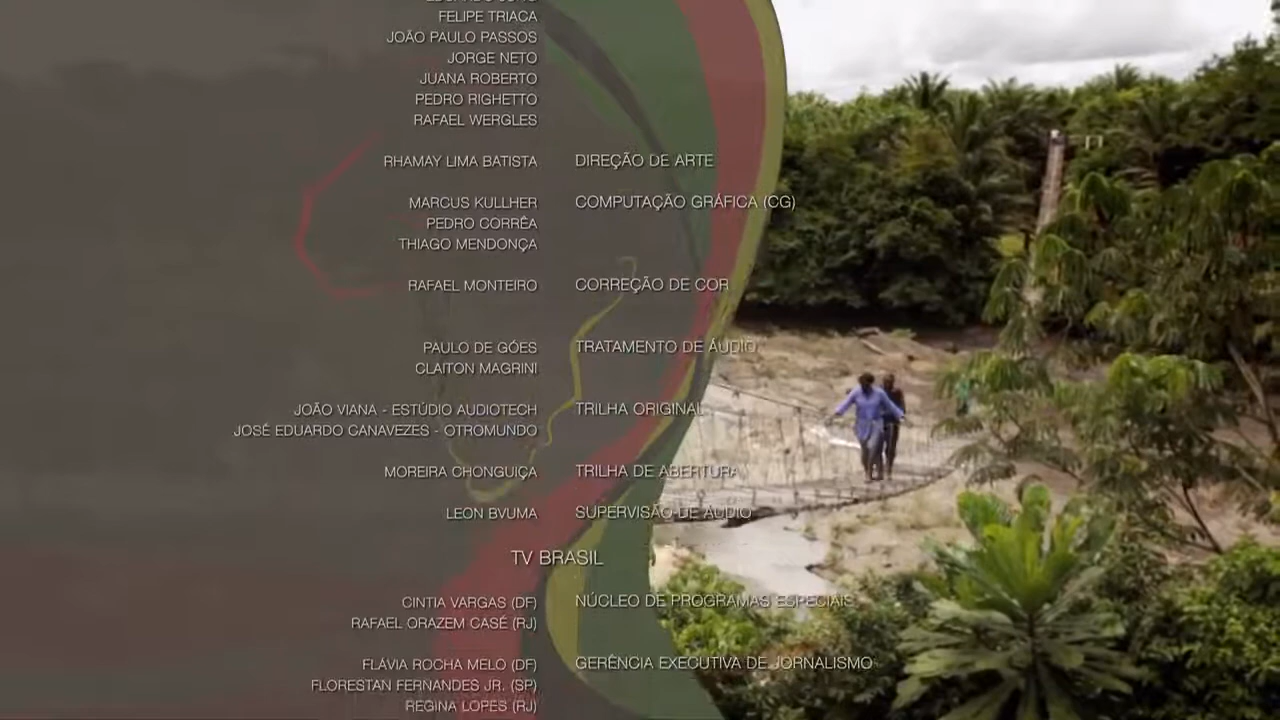 FELIPE TRIACA
JOÃO PAULO PASSOS
JORGE NETO
JUANA ROBERTO
PEDRO RIGHETTO
RAFAEL WERGLES
RHAMAY LIMA BATISTA DIREÇÃO DE ARTE
MARCUS KULLHER COMPUTAÇÃO GRÁFICA (CG)
PEDRO CORRÊA
THIAGO MENDONÇA
RAFAEL MONTEIRO CORREÇÃO DE COR
PAULO DE GÓES TRATAMENTO DE ÁUDIO
CLAITON MAGRINI
JOÃO VIANA - ESTÚDIO AUDIOTECH TRILHA ORIGINAL
JOSÉ EDUARDO CANAVEZES - OTROMUNDO
MOREIRA CHONGUIÇA TRILHA DE ABERTURA
LEON BVUMA SUPERVISÃO DE ÁUDIO
TV BRASIL
CINTIA VARGAS (DF) NÚCLEO DE PROGRAMAS ESPECIAIS
RAFAEL ORAZEM CASÉ (RJ)
FLÁVIA ROCHA MELO (DF) GERÊNCIA EXECUTIVA DE JORNALISMO
FLORESTAN FERNANDES JR. (SP)
REGINA LOPES (RJ)